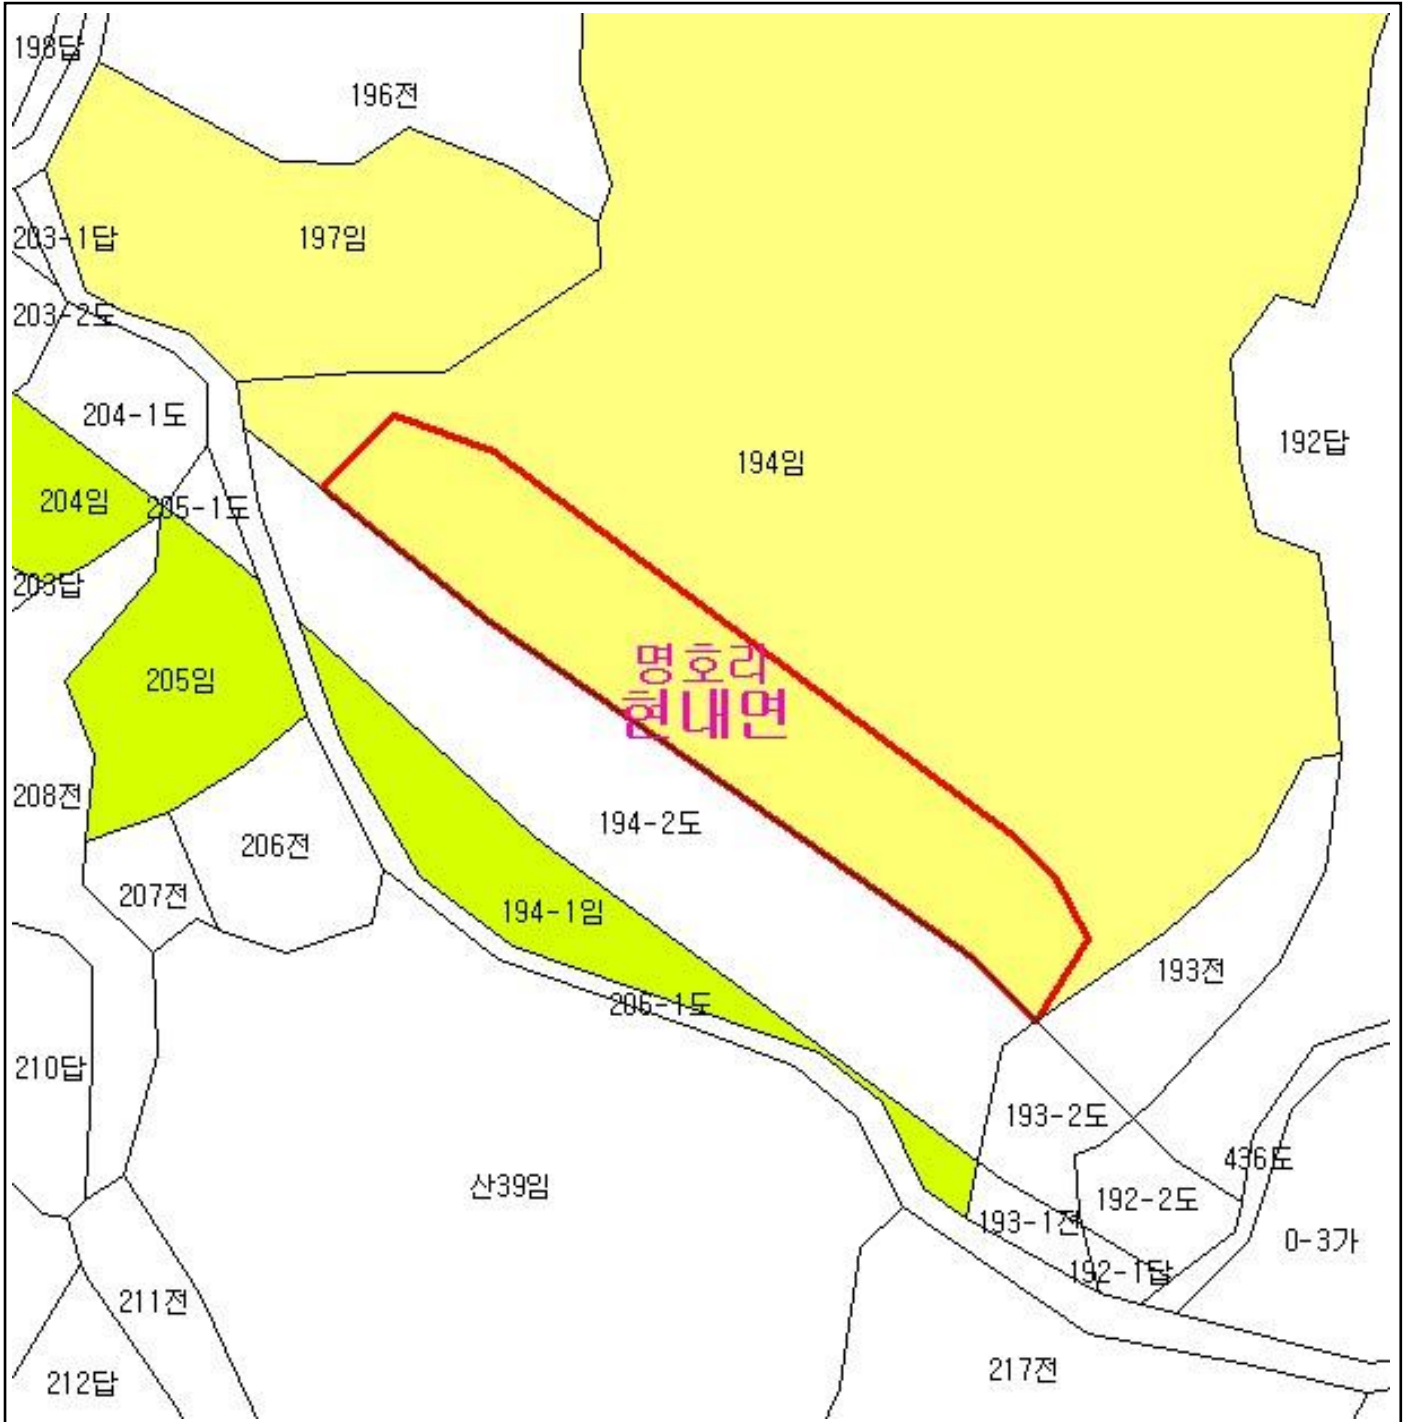 198답
196전
203-1답
197임
203-2도
204-1도
192답
194임
204임
205-1도
203답
명호리
현내면
205임
208전
194-2도
206전
207전
194-1임
193전
206-1도
210답
193-2도
436도
산39임
192-2도
193-1전
0-3가
192-1답
211전
217전
212답